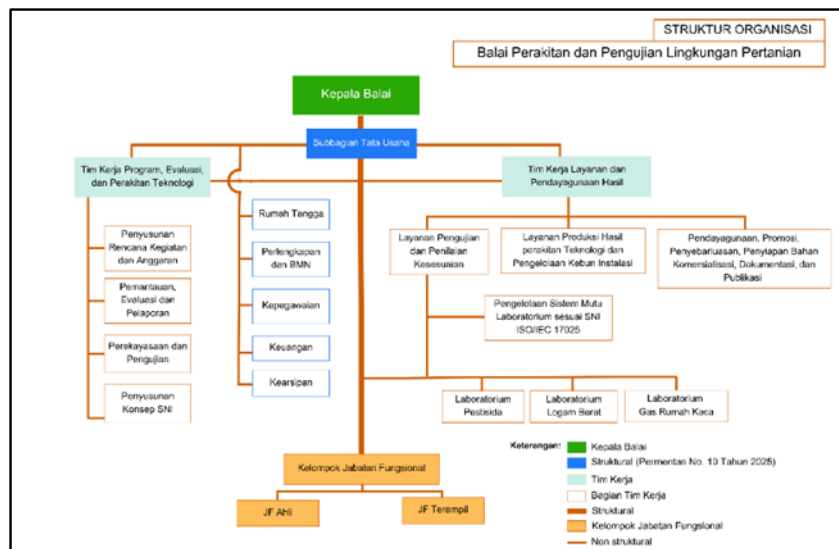 STRUKTUR ORGANISASI
Balai Perakitan dan Pengujian Lingkungan Pertanian
Kepala Balai
Subbagian Tata Usaha
Tim Kerja Program, Evaluasi,
dan Perakitan Teknologi
Tim Kerja Layanan dan
Pendayagunaan Hasil
Penyusunan
Rencana Kegiatan
dan Anggaran
Pemantauan,
Evaluasi dan
Pelaporan
Perekayasaan dan
Pengujian
Penyusunan
Konsep SNI
Rumah Tangga
Perlengkapan
dan BMN
Kepegawaian
Keuangan
Kearsipan
Layanan Pengujian
dan Penilaian
Kesesuaian
Layanan Produksi Hasil
perakitan Teknologi dan
Pengelolaan Kebun Instalasi
Pendayagunaan, Promosi,
Penyebarluasan, Penyiapan Bahan
Komersialisasi, Dokumentasi, dan
Publikasi
Pengelolaan Sistem Mutu
Laboratorium sesuai SNI
ISO/IEC 17025
Laboratorium
Pestisida
Laboratorium
Logam Berat
Laboratorium
Gas Rumah Kaca
Kelompok Jabatan Fungsional
JF Ahli
JF Terampil
Keterangan:
Kepala Balai
Struktural (Permentan No. 10 Tahun 2025)
Tim Kerja
Bagian Tim Kerja
Struktural
Kelompok Jabatan Fungsional
Non struktural